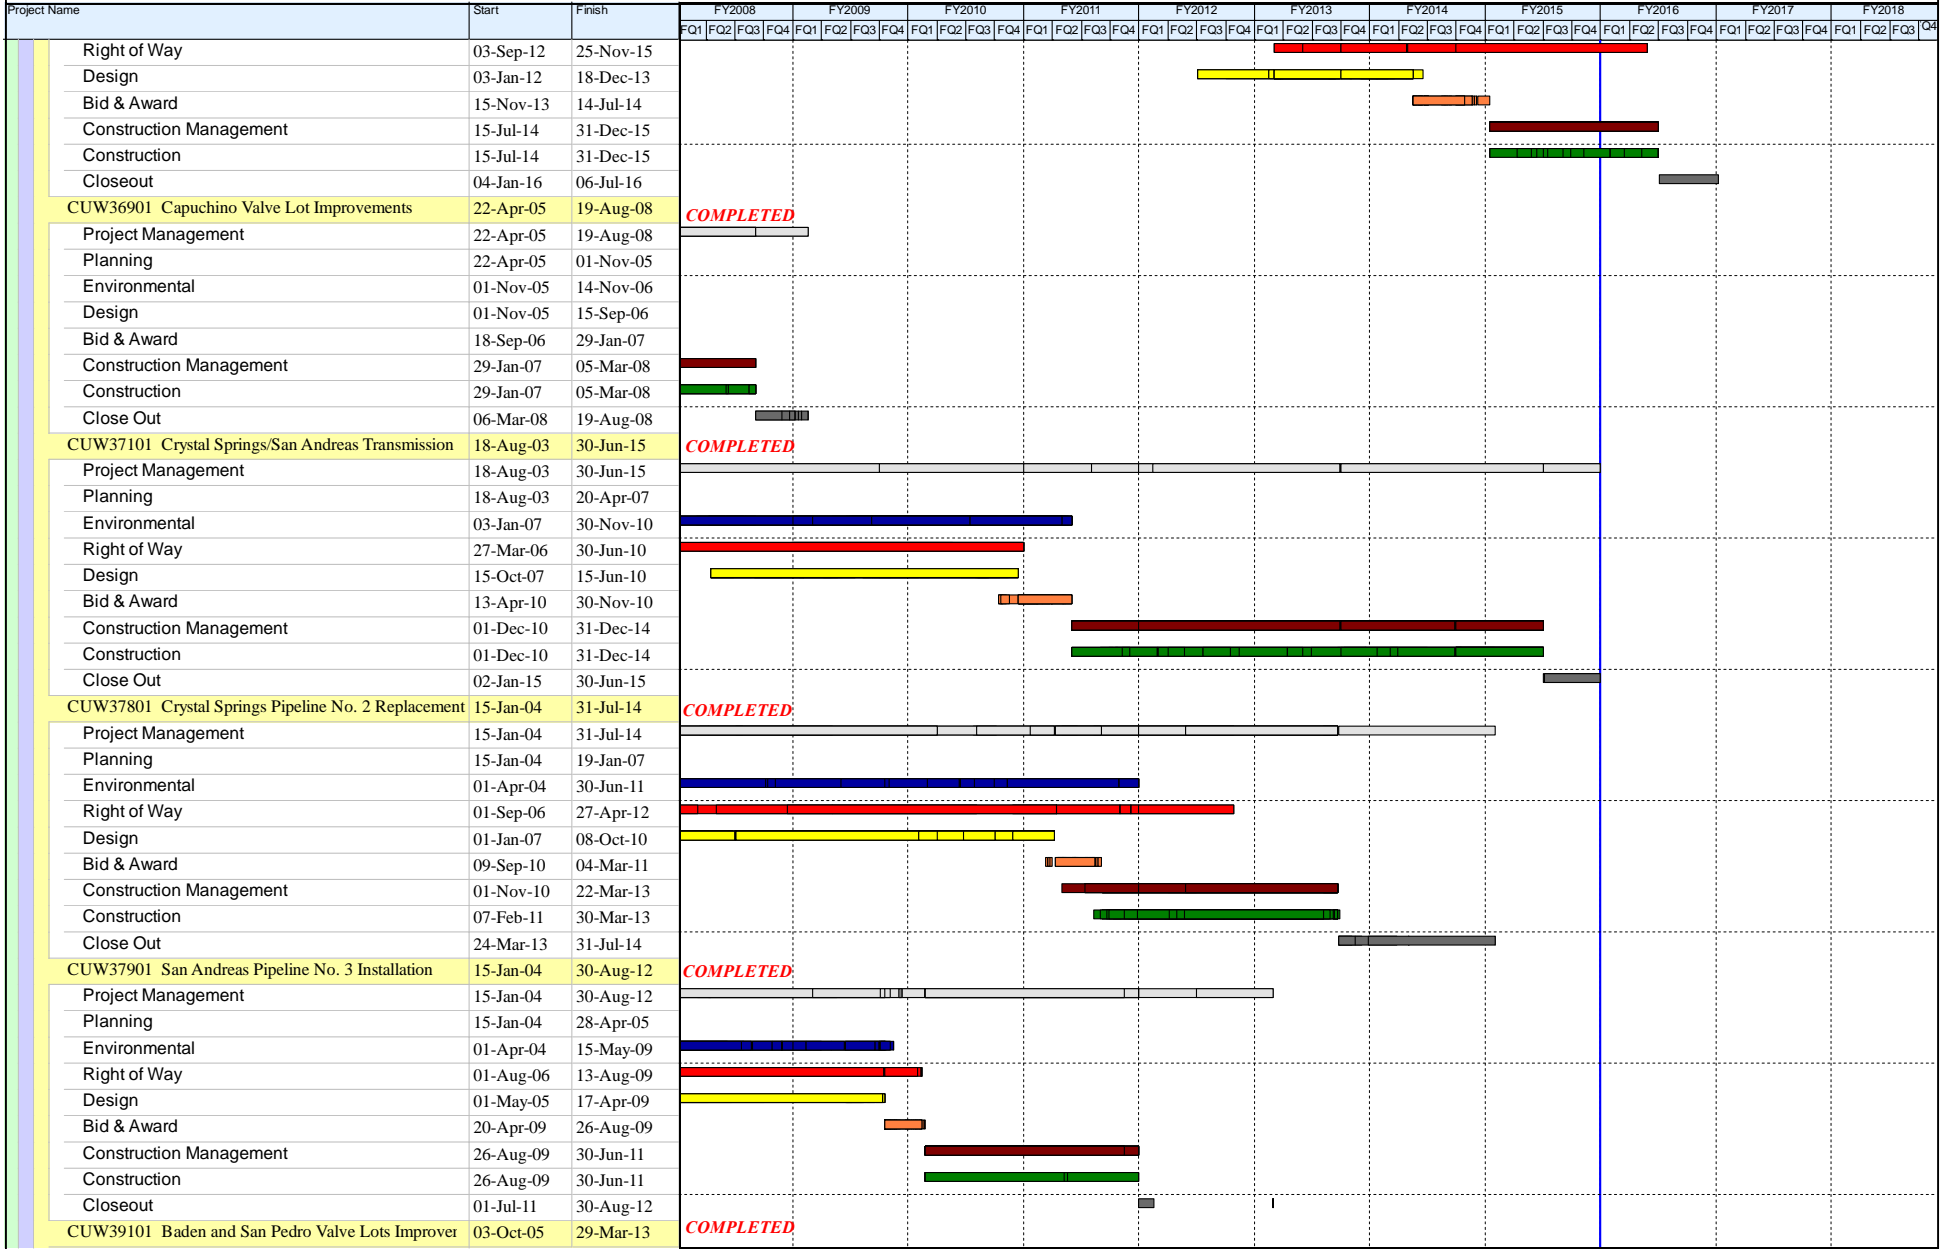 Project Name Start Finish FY2008 FY2009 FY2010 FY2011 FY2012 FY2013 FY2014 FY2015 FY2016 FY2017 FY2018
FQ1 FQ2 FQ3 FQ4 FQ1 FQ2 FQ3 FQ4 FQ1 FQ2 FQ3 FQ4 FQ1 FQ2 FQ3 FQ4 FQ1 FQ2 FQ3 FQ4 FQ1 FQ2 FQ3 FQ4 FQ1 FQ2 FQ3 FQ4 FQ1 FQ2 FQ3 FQ4 FQ1 FQ2 FQ3 FQ4 FQ1 FQ2 FQ3 FQ4 FQ1 FQ2 FQ3 Q4
Right of Way 03-Sep-12 25-Nov-15
Design 03-Jan-12 18-Dec-13
Bid & Award 15-Nov-13 14-Jul-14
Construction Management 15-Jul-14 31-Dec-15
Construction 15-Jul-14 31-Dec-15
Closeout 04-Jan-16 06-Jul-16
CUW36901 Capuchino Valve Lot Improvements 22-Apr-05 19-Aug-08 COMPLETED
Project Management 22-Apr-05 19-Aug-08
Planning 22-Apr-05 01-Nov-05
Environmental 01-Nov-05 14-Nov-06
Design 01-Nov-05 15-Sep-06
Bid & Award 18-Sep-06 29-Jan-07
Construction Management 29-Jan-07 05-Mar-08
Construction 29-Jan-07 05-Mar-08
Close Out 06-Mar-08 19-Aug-08
CUW37101 Crystal Springs/San Andreas Transmission 18-Aug-03 30-Jun-15 COMPLETED
Project Management 18-Aug-03 30-Jun-15
Planning 18-Aug-03 20-Apr-07
Environmental 03-Jan-07 30-Nov-10
Right of Way 27-Mar-06 30-Jun-10
Design 15-Oct-07 15-Jun-10
Bid & Award 13-Apr-10 30-Nov-10
Construction Management 01-Dec-10 31-Dec-14
Construction 01-Dec-10 31-Dec-14
Close Out 02-Jan-15 30-Jun-15
CUW37801 Crystal Springs Pipeline No. 2 Replacement 15-Jan-04 31-Jul-14 COMPLETED
Project Management 15-Jan-04 31-Jul-14
Planning 15-Jan-04 19-Jan-07
Environmental 01-Apr-04 30-Jun-11
Right of Way 01-Sep-06 27-Apr-12
Design 01-Jan-07 08-Oct-10
Bid & Award 09-Sep-10 04-Mar-11
Construction Management 01-Nov-10 22-Mar-13
Construction 07-Feb-11 30-Mar-13
Close Out 24-Mar-13 31-Jul-14
CUW37901 San Andreas Pipeline No. 3 Installation 15-Jan-04 30-Aug-12 COMPLETED
Project Management 15-Jan-04 30-Aug-12
Planning 15-Jan-04 28-Apr-05
Environmental 01-Apr-04 15-May-09
Right of Way 01-Aug-06 13-Aug-09
Design 01-May-05 17-Apr-09
Bid & Award 20-Apr-09 26-Aug-09
Construction Management 26-Aug-09 30-Jun-11
Construction 26-Aug-09 30-Jun-11
Closeout 01-Jul-11 30-Aug-12
CUW39101 Baden and San Pedro Valve Lots Improver 03-Oct-05 29-Mar-13 COMPLETED